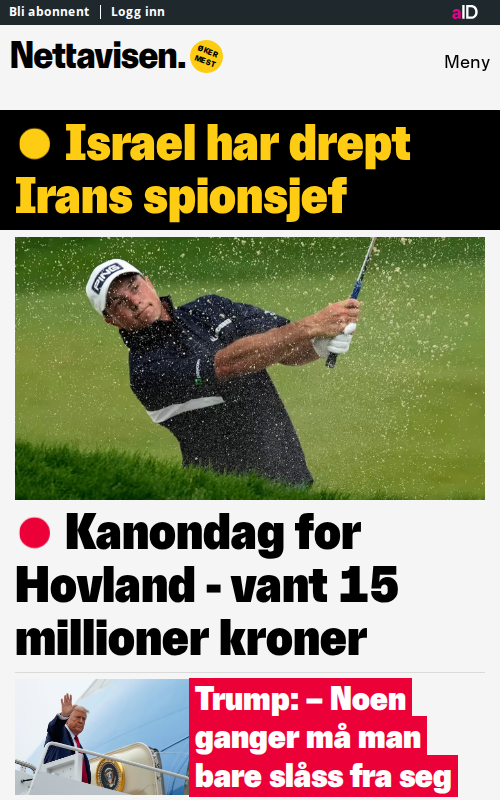 Bli abonnent | Logg inn
aID
Nettavisen.
ØKER
MEST
Meny
Israel har drept
Irans spionsjef
PING
Kanondag for
Hovland - vant 15
millioner kroner
Trump: – Noen
ganger må man
bare slåss fra seg